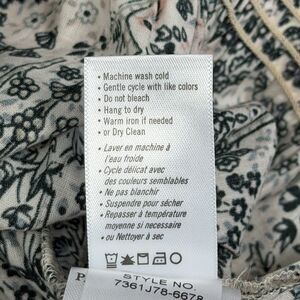 • Machine wash cold
• Gentle cycle with like colors
• Do not bleach
• Hang to dry
• Warm iron if needed
• or Dry Clean
• Laver en machine à
l'eau froide
• Cycle délicat avec
des couleurs semblables
• Ne pas blanchir
• Suspendre pour sécher
• Repasser à température
moyenne si nécessaire
• ou Nettoyer à sec
P
STYLE NO.
7361J78-6678